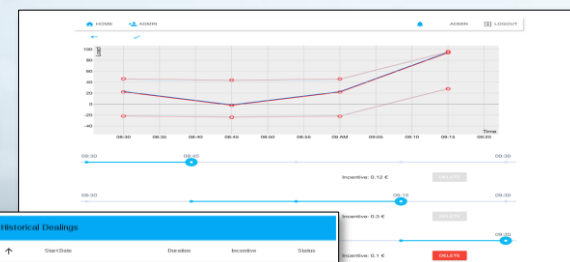 HOME ADMIN ADMIN LOGOUT
Load
100
80
60
40
20
0
-20
-40
08:30 08:35 08:40 08:45 08:50 08:55 09 AM 09:05 09:10 09:15 09:20
Time
08:30 08:45 09:30
Incentive: 0.12 € DELETE
08:30 09:15 09:30
Incentive: 0.3 € DELETE
09:30
Incentive: 0.1 € DELETE
Historical Dealings
Start Date Duration Incentive Status